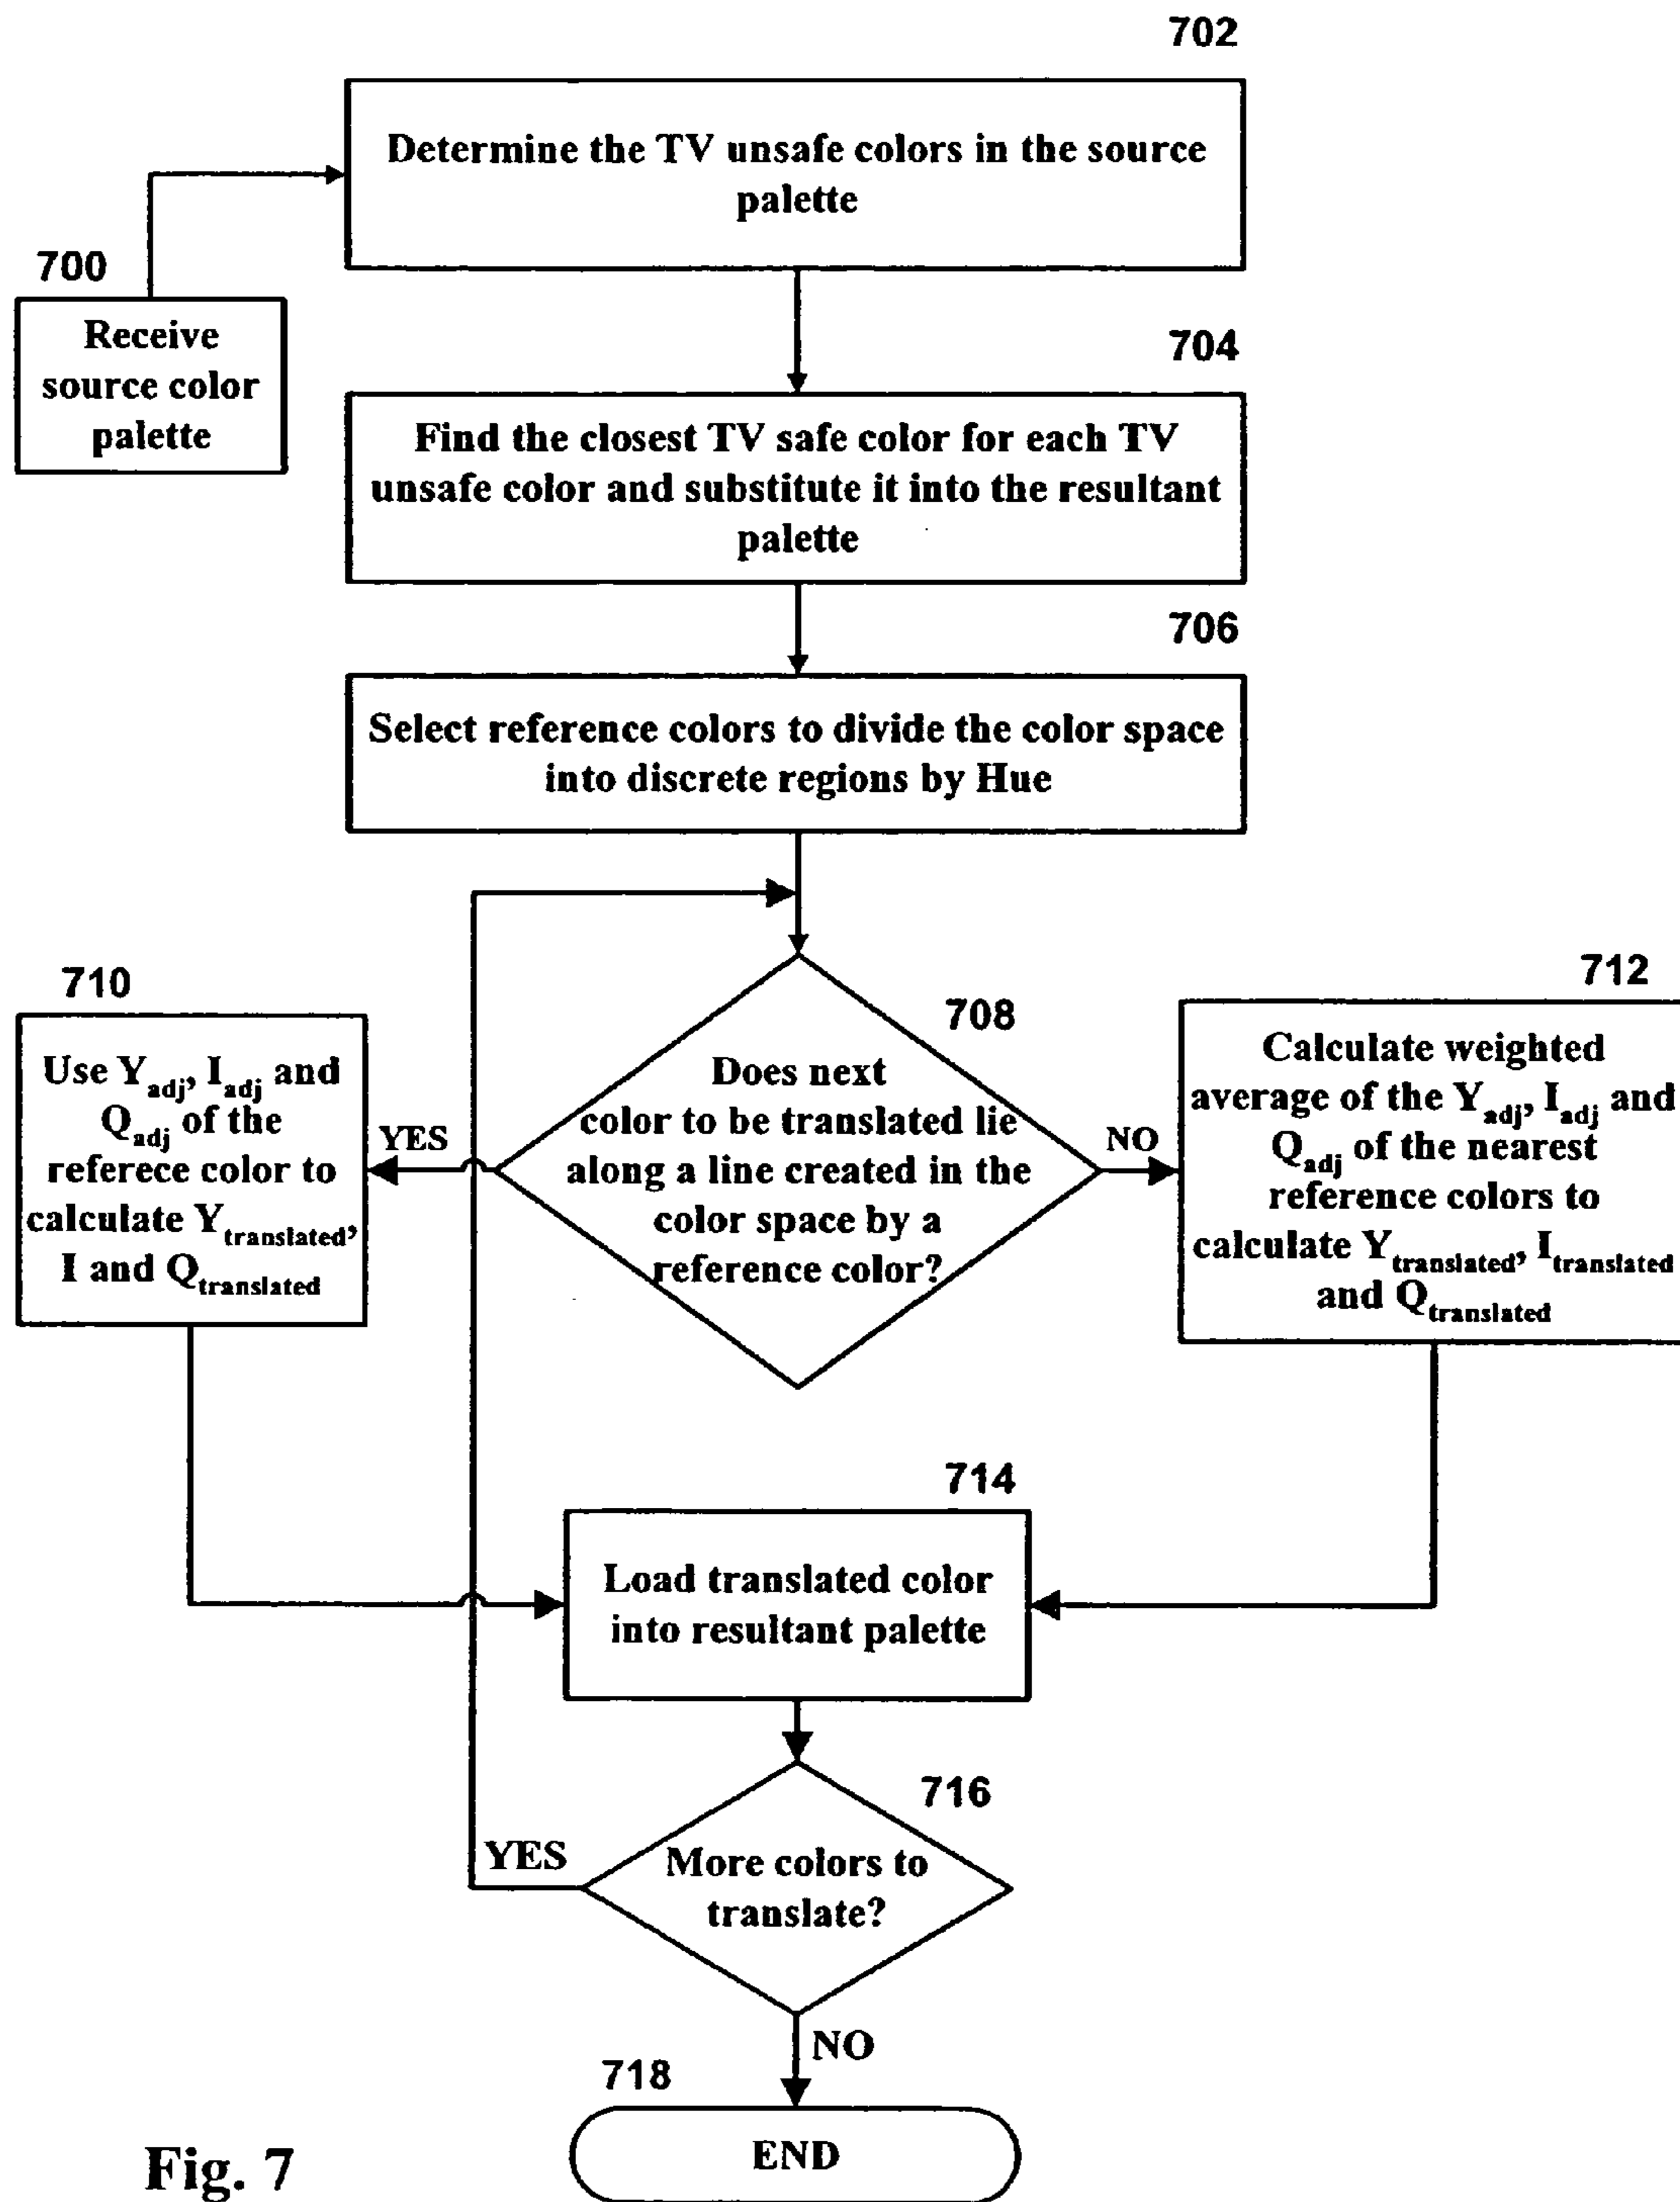 702
Determine the TV unsafe colors in the source
palette
700
Receive
source color
palette
704
Find the closest TV safe color for each TV
unsafe color and substitute it into the resultant
palette
706
Select reference colors to divide the color space
into discrete regions by Hue
708
Does next
color to be translated lie
along a line created in the
color space by a
reference color?
YES
NO
710
Use Yadj, Iadj and
Qadj of the
referece color to
calculate Ytranslated,
I and Qtranslated
712
Calculate weighted
average of the Yadj, Iadj and
Qadj of the nearest
reference colors to
calculate Ytranslated, Itranslated
and Qtranslated
714
Load translated color
into resultant palette
716
More colors to
translate?
YES
NO
718
END
Fig. 7